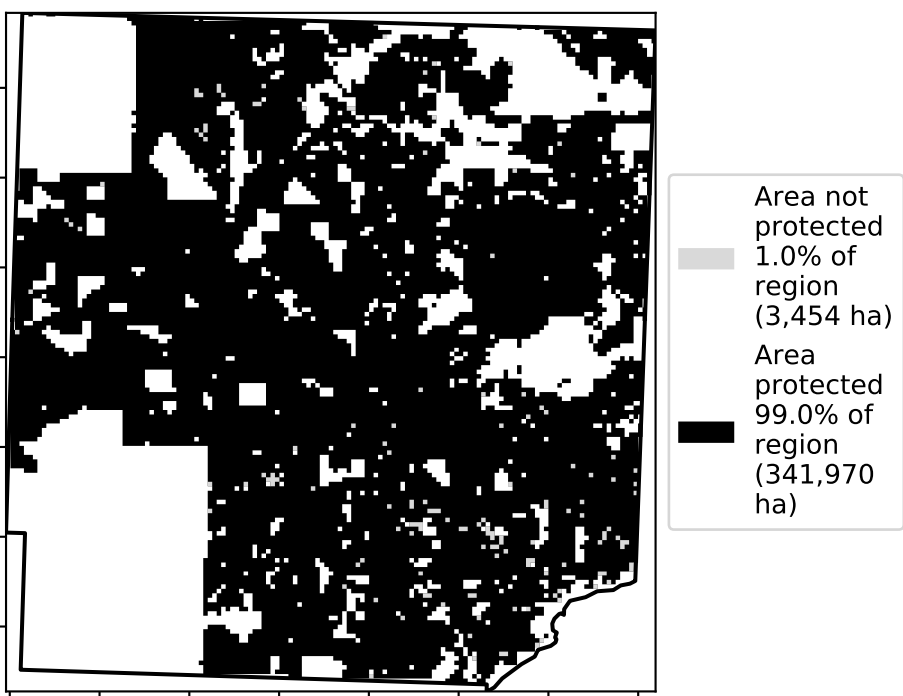 Area not
protected
1.0% of
region
(3,454 ha)
Area
protected
99.0% of
region
(341,970
ha)